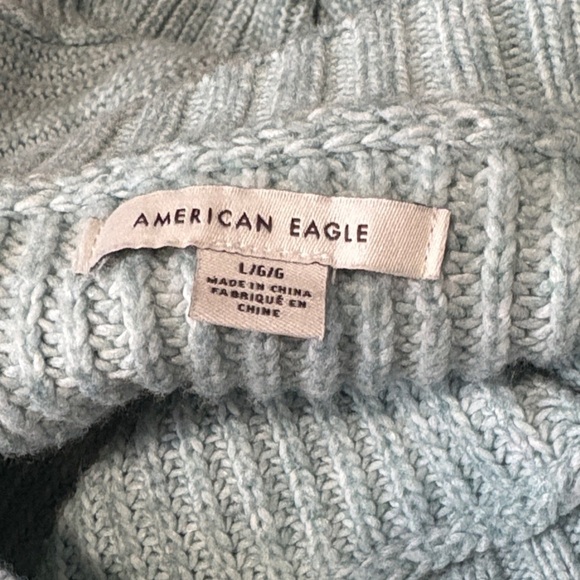 AMERICAN EAGLE
L/G/G
MADE IN CHINA
FABRIQUÉ EN
CHINE